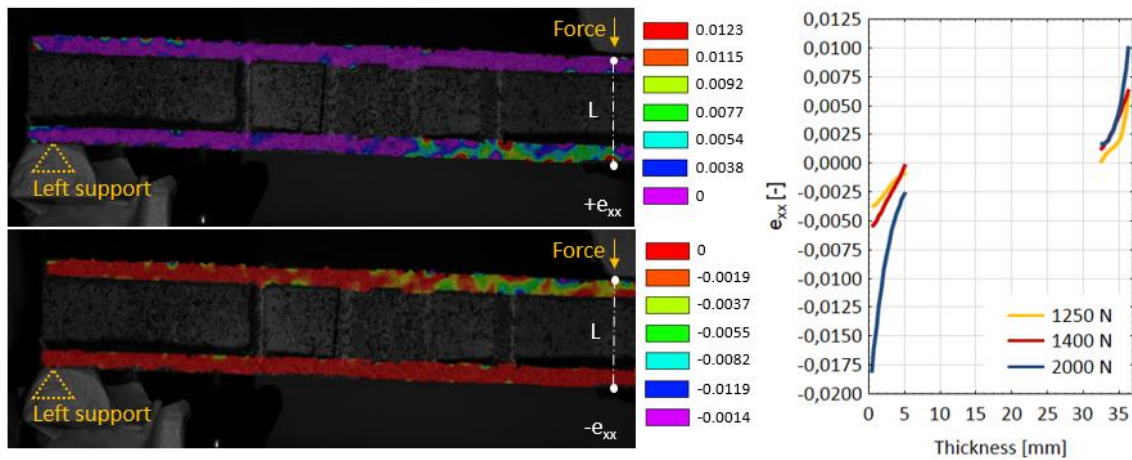 Force
L
Left support
+exx
0.0123
0.0115
0.0092
0.0077
0.0054
0.0038
0
Force
L
Left support
-exx
0
-0.0019
-0.0037
-0.0055
-0.0082
-0.0119
-0.0014
exx [-]
0,0125
0,0100
0,0075
0,0050
0,0025
0,0000
-0,0025
-0,0050
-0,0075
-0,0100
-0,0125
-0,0150
-0,0175
-0,0200
1250 N
1400 N
2000 N
0 5 10 15 20 25 30 35
Thickness [mm]